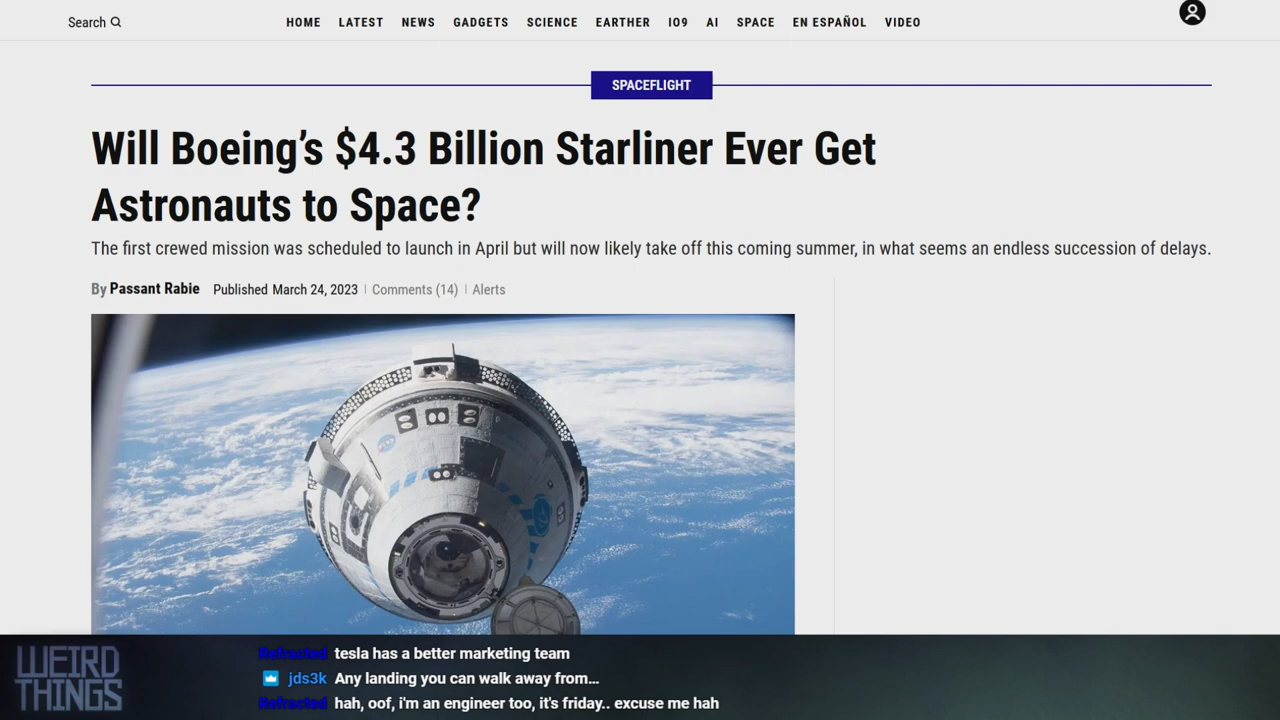 Search
HOME LATEST NEWS GADGETS SCIENCE EARTHER IO9 AI SPACE EN ESPAÑOL VIDEO
SPACEFLIGHT
Will Boeing’s $4.3 Billion Starliner Ever Get
Astronauts to Space?
The first crewed mission was scheduled to launch in April but will now likely take off this coming summer, in what seems an endless succession of delays.
By Passant Rabie Published March 24, 2023 | Comments (14) | Alerts
WEIRD
THINGS
Refracted tesla has a better marketing team
jds3k Any landing you can walk away from...
Refracted hah, oof, i'm an engineer too, it's friday.. excuse me hah